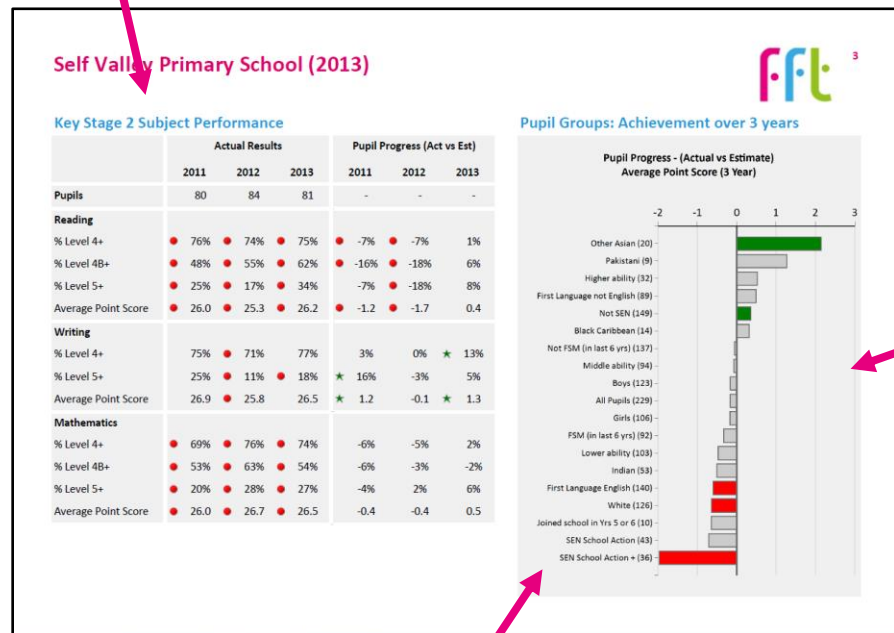 Self Valley Primary School (2013)
fft
3
Key Stage 2 Subject Performance
Actual Results Pupil Progress (Act vs Est)
2011 2012 2013 2011 2012 2013
Pupils 80 84 81 - - -
Reading
% Level 4+ 76% 74% 75% -7% -7% 1%
% Level 4B+ 48% 55% 62% -16% -18% 6%
% Level 5+ 25% 17% 34% -7% -18% 8%
Average Point Score 26.0 25.3 26.2 -1.2 -1.7 0.4
Writing
% Level 4+ 75% 71% 77% 3% 0% 13%
% Level 5+ 25% 11% 18% 16% -3% 5%
Average Point Score 26.9 25.8 26.5 1.2 -0.1 1.3
Mathematics
% Level 4+ 69% 76% 74% -6% -5% 2%
% Level 4B+ 53% 63% 54% -6% -3% -2%
% Level 5+ 20% 28% 27% -4% 2% 6%
Average Point Score 26.0 26.7 26.5 -0.4 -0.4 0.5
Pupil Groups: Achievement over 3 years
Pupil Progress - (Actual vs Estimate)
Average Point Score (3 Year)
-2 -1 0 1 2 3
Other Asian (20)
Pakistani (9)
Higher ability (32)
First Language not English (89)
Not SEN (149)
Black Caribbean (14)
Not FSM (in last 6 yrs) (137)
Middle ability (94)
Boys (123)
All Pupils (229)
Girls (106)
FSM (in last 6 yrs) (92)
Lower ability (103)
Indian (53)
First Language English (140)
White (126)
Joined school in Yrs 5 or 6 (10)
SEN School Action (43)
SEN School Action + (36)